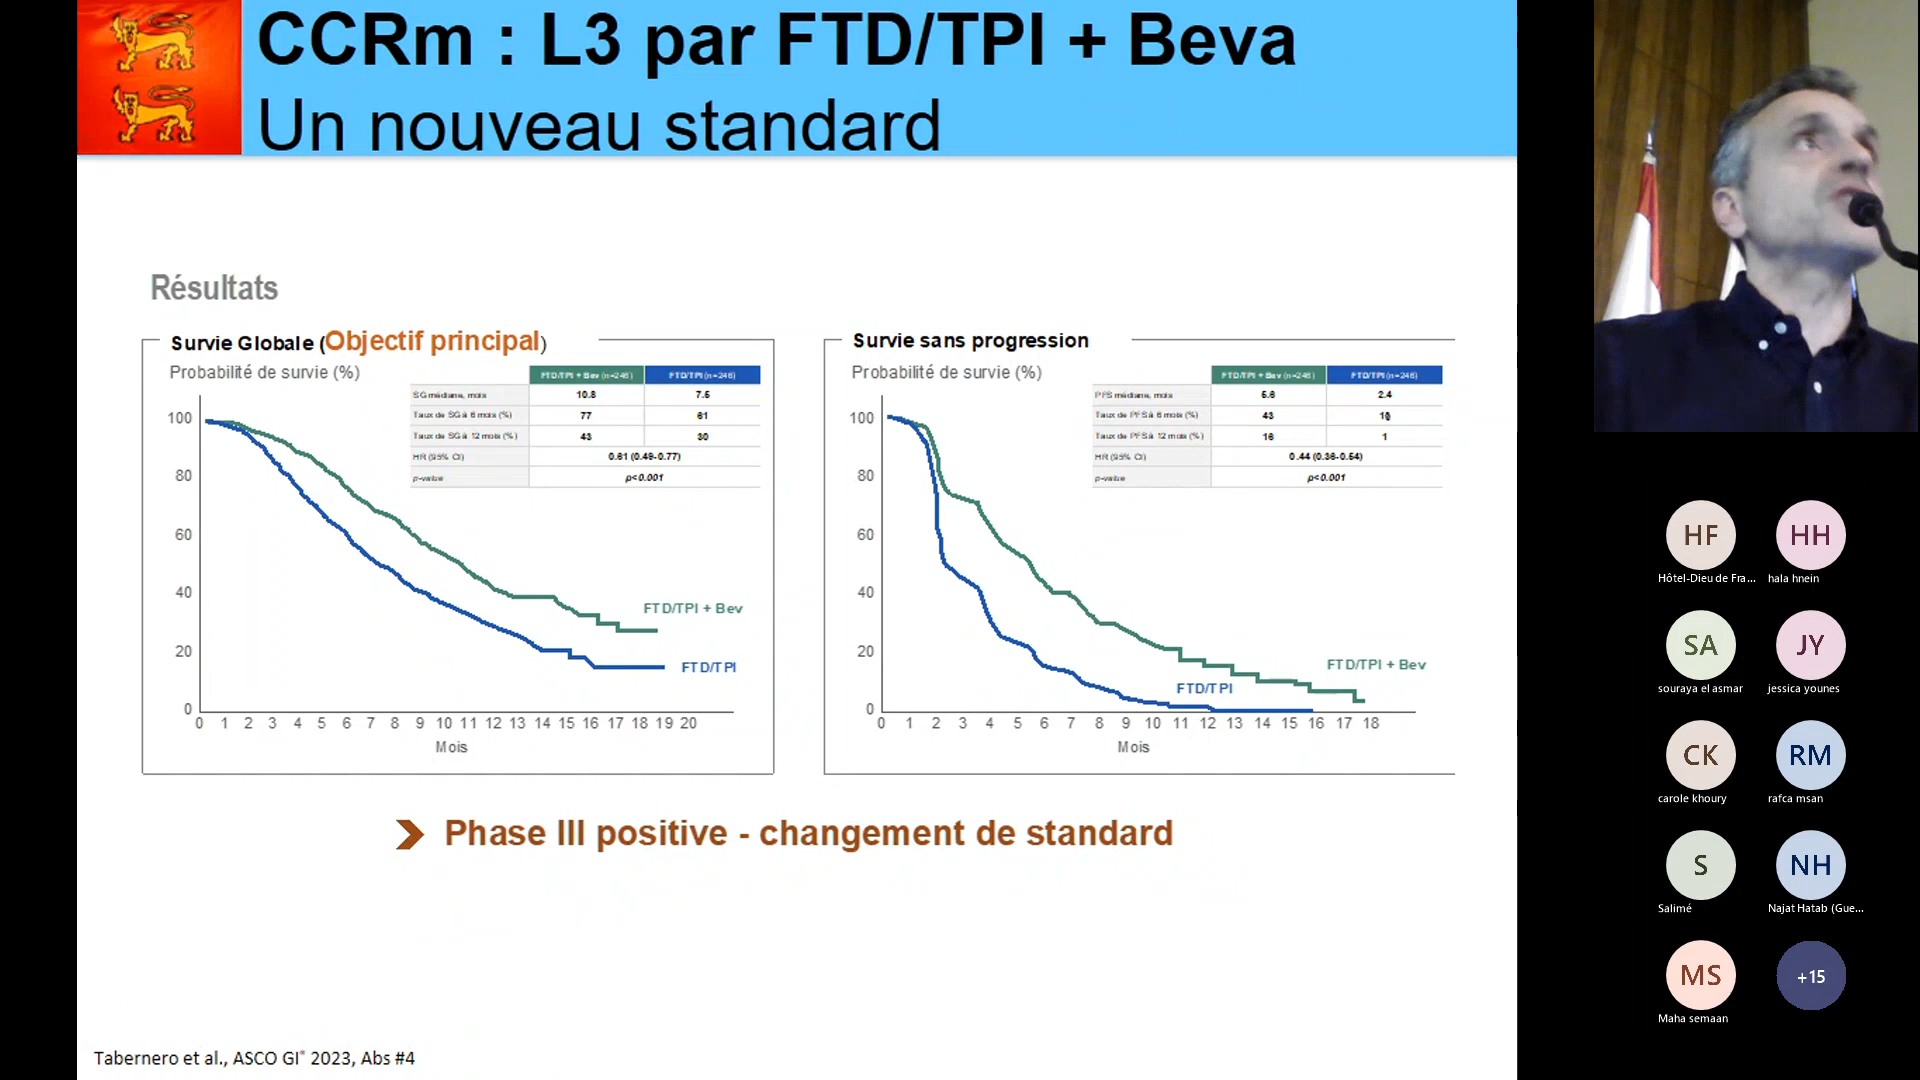 CCRm : L3 par FTD/TPI + Beva
Un nouveau standard
Résultats
Survie Globale (Objectif principal)
Probabilité de survie (%)
FTD/TPI + Bev (n=246) FTD/TPI (n=246)
SG médiane, mois 10.8 7.5
Taux de SG à 6 mois (%) 77 61
Taux de SG à 12 mois (%) 43 30
HR (95% CI) 0.61 (0.49-0.77)
p-value p<0.001
100
80
60
40
20
0
FTD/TPI + Bev
FTD/TPI
0 1 2 3 4 5 6 7 8 9 10 11 12 13 14 15 16 17 18 19 20
Mois
Survie sans progression
Probabilité de survie (%)
FTD/TPI + Bev (n=246) FTD/TPI (n=246)
PFS médiane, mois 5.6 2.4
Taux de PFS à 6 mois (%) 43 16
Taux de PFS à 12 mois (%) 16 1
HR (95% CI) 0.44 (0.36-0.54)
p-value p<0.001
100
80
60
40
20
0
FTD/TPI + Bev
FTD/TPI
0 1 2 3 4 5 6 7 8 9 10 11 12 13 14 15 16 17 18
Mois
Phase III positive - changement de standard
Tabernero et al., ASCO GI* 2023, Abs #4
HF HH
Hôtel-Dieu de Fra... hala hnein
SA JY
souraya el asmar jessica younes
CK RM
carole khoury rafca msan
S NH
Salimé Najat Hatab (Gue...
MS +15
Maha semaan